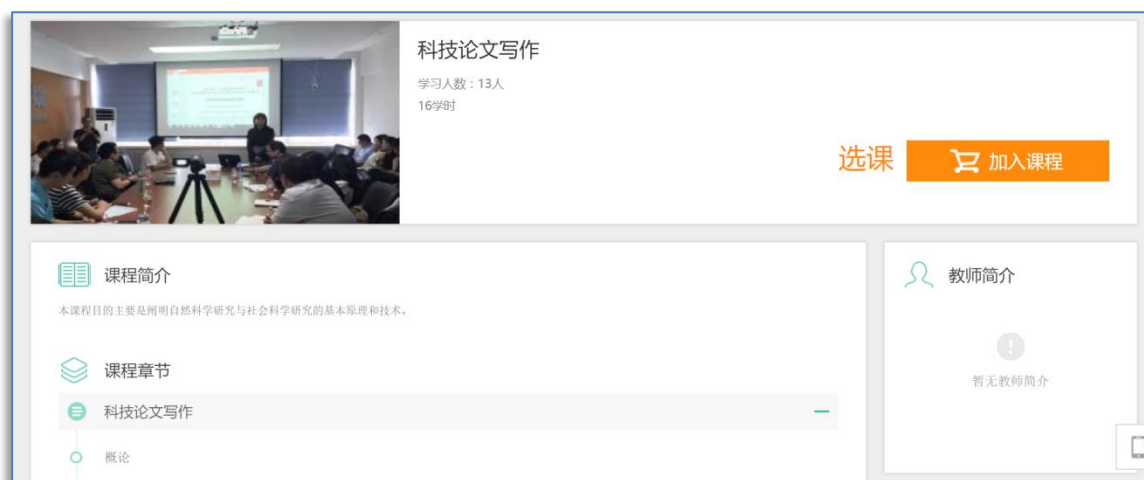 科技论文写作
学习人数：13人
16学时
选课
加入课程
课程简介
本课程目的主要是阐明自然科学研究与社会科学研究的基本原理和技术。
课程章节
科技论文写作
概论
教师简介
暂无教师简介